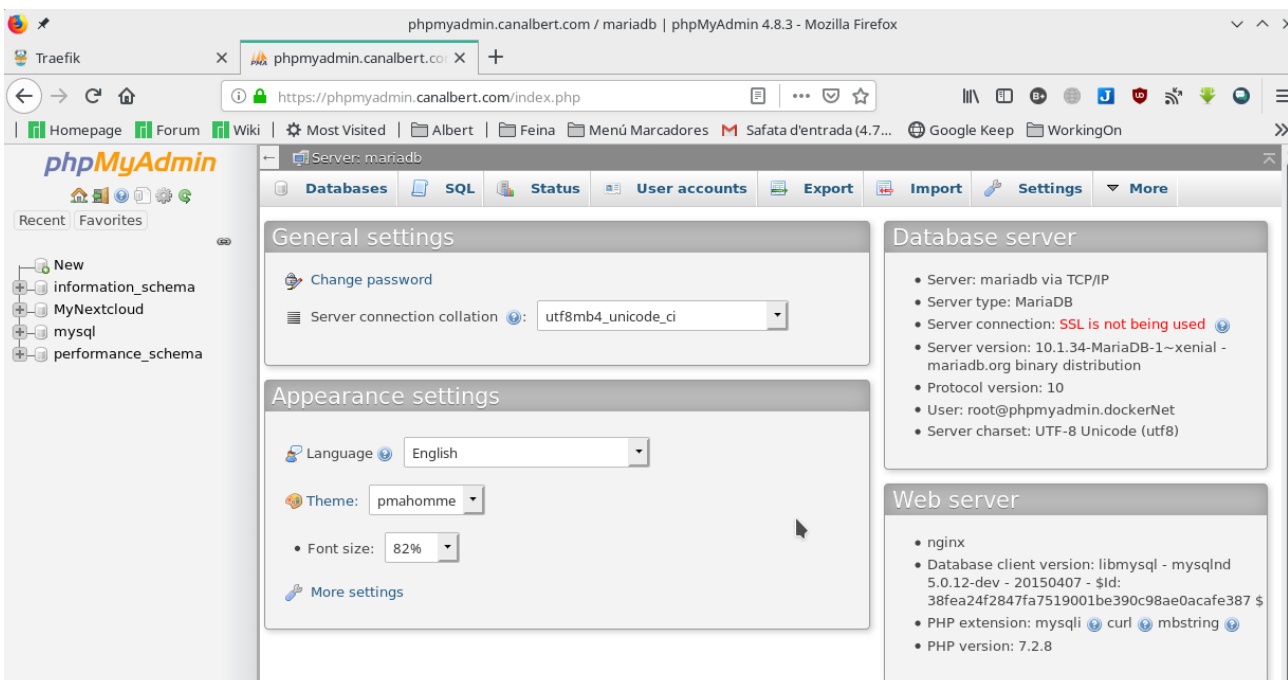 phpmyadmin.canalbert.com / mariadb | phpMyAdmin 4.8.3 - Mozilla Firefox
Traefik
phpmyadmin.canalbert.co
https://phpmyadmin.canalbert.com/index.php
Homepage Forum Wiki Most Visited Albert Feina Menú Marcadores Safata d'entrada (4.7... Google Keep WorkingOn
phpMyAdmin
Recent Favorites
New
information_schema
MyNextcloud
mysql
performance_schema
Server: mariadb
Databases SQL Status User accounts Export Import Settings More
General settings
Change password
Server connection collation : utf8mb4_unicode_ci
Appearance settings
Language English
Theme: pmahomme
• Font size: 82%
More settings
Database server
• Server: mariadb via TCP/IP
• Server type: MariaDB
• Server connection: SSL is not being used
• Server version: 10.1.34-MariaDB-1~xenial -
mariadb.org binary distribution
• Protocol version: 10
• User: root@phpmyadmin.dockerNet
• Server charset: UTF-8 Unicode (utf8)
Web server
• nginx
• Database client version: libmysql - mysqlnd
5.0.12-dev - 20150407 - $Id:
38fea24f2847fa7519001be390c98ae0acafe387 $
• PHP extension: mysqli curl mbstring
• PHP version: 7.2.8